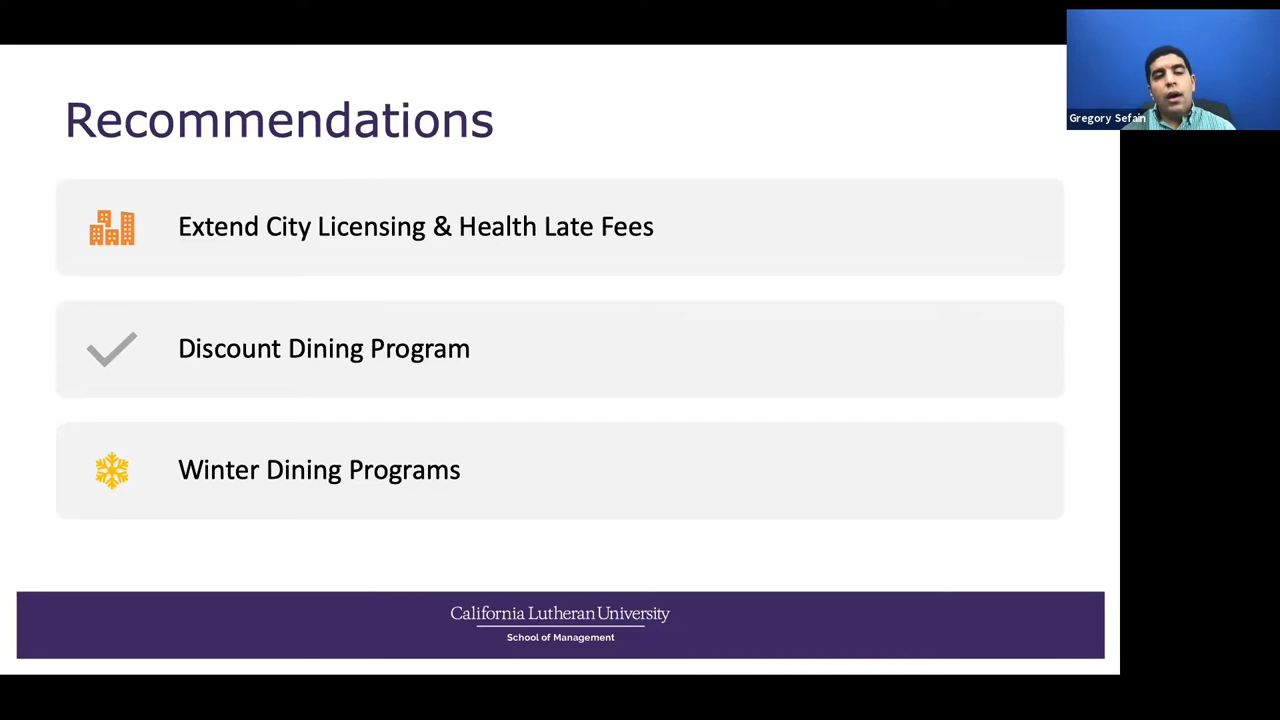 Recommendations
Gregory Sefain
Extend City Licensing & Health Late Fees
Discount Dining Program
Winter Dining Programs
California Lutheran University
School of Management